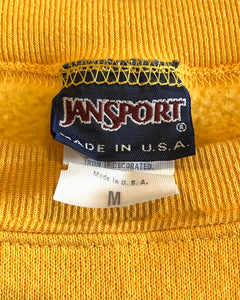 JANSPORT
®
MADE IN U.S.A.
IRON IF DECORATED.
Made in U.S.A.
M